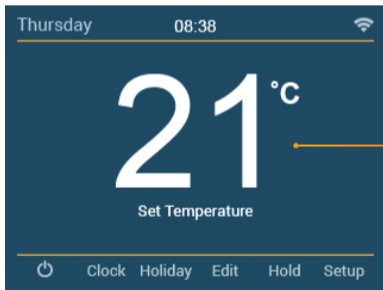 Thursday 08:38
21 °C
Set Temperature
Clock Holiday Edit Hold Setup